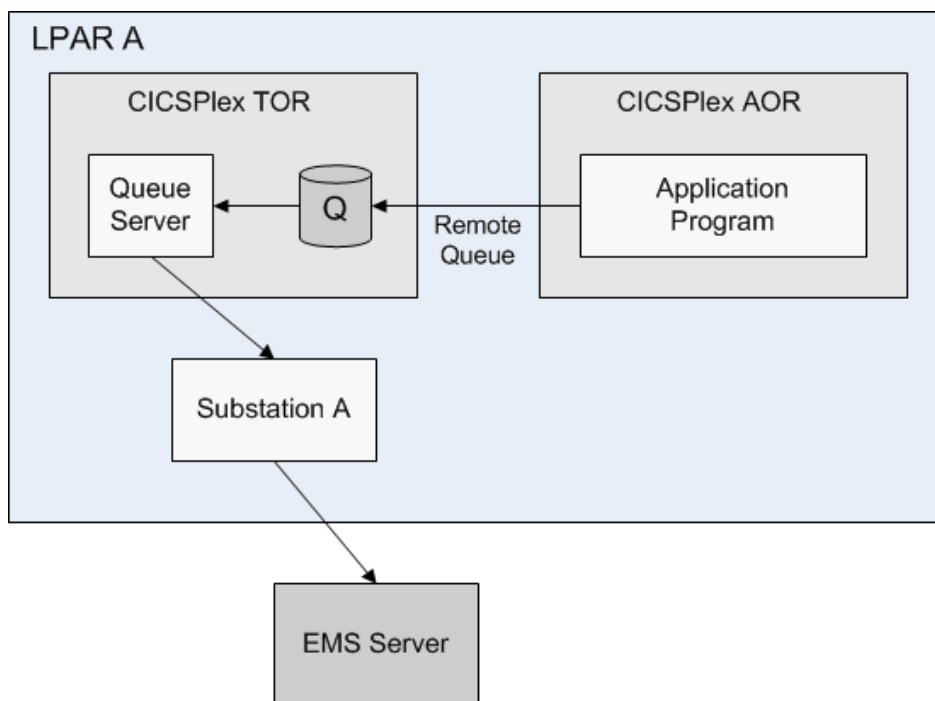 LPAR A
CICSPlex TOR
Queue
Server
Q
Remote
Queue
CICSPlex AOR
Application
Program
Substation A
EMS Server